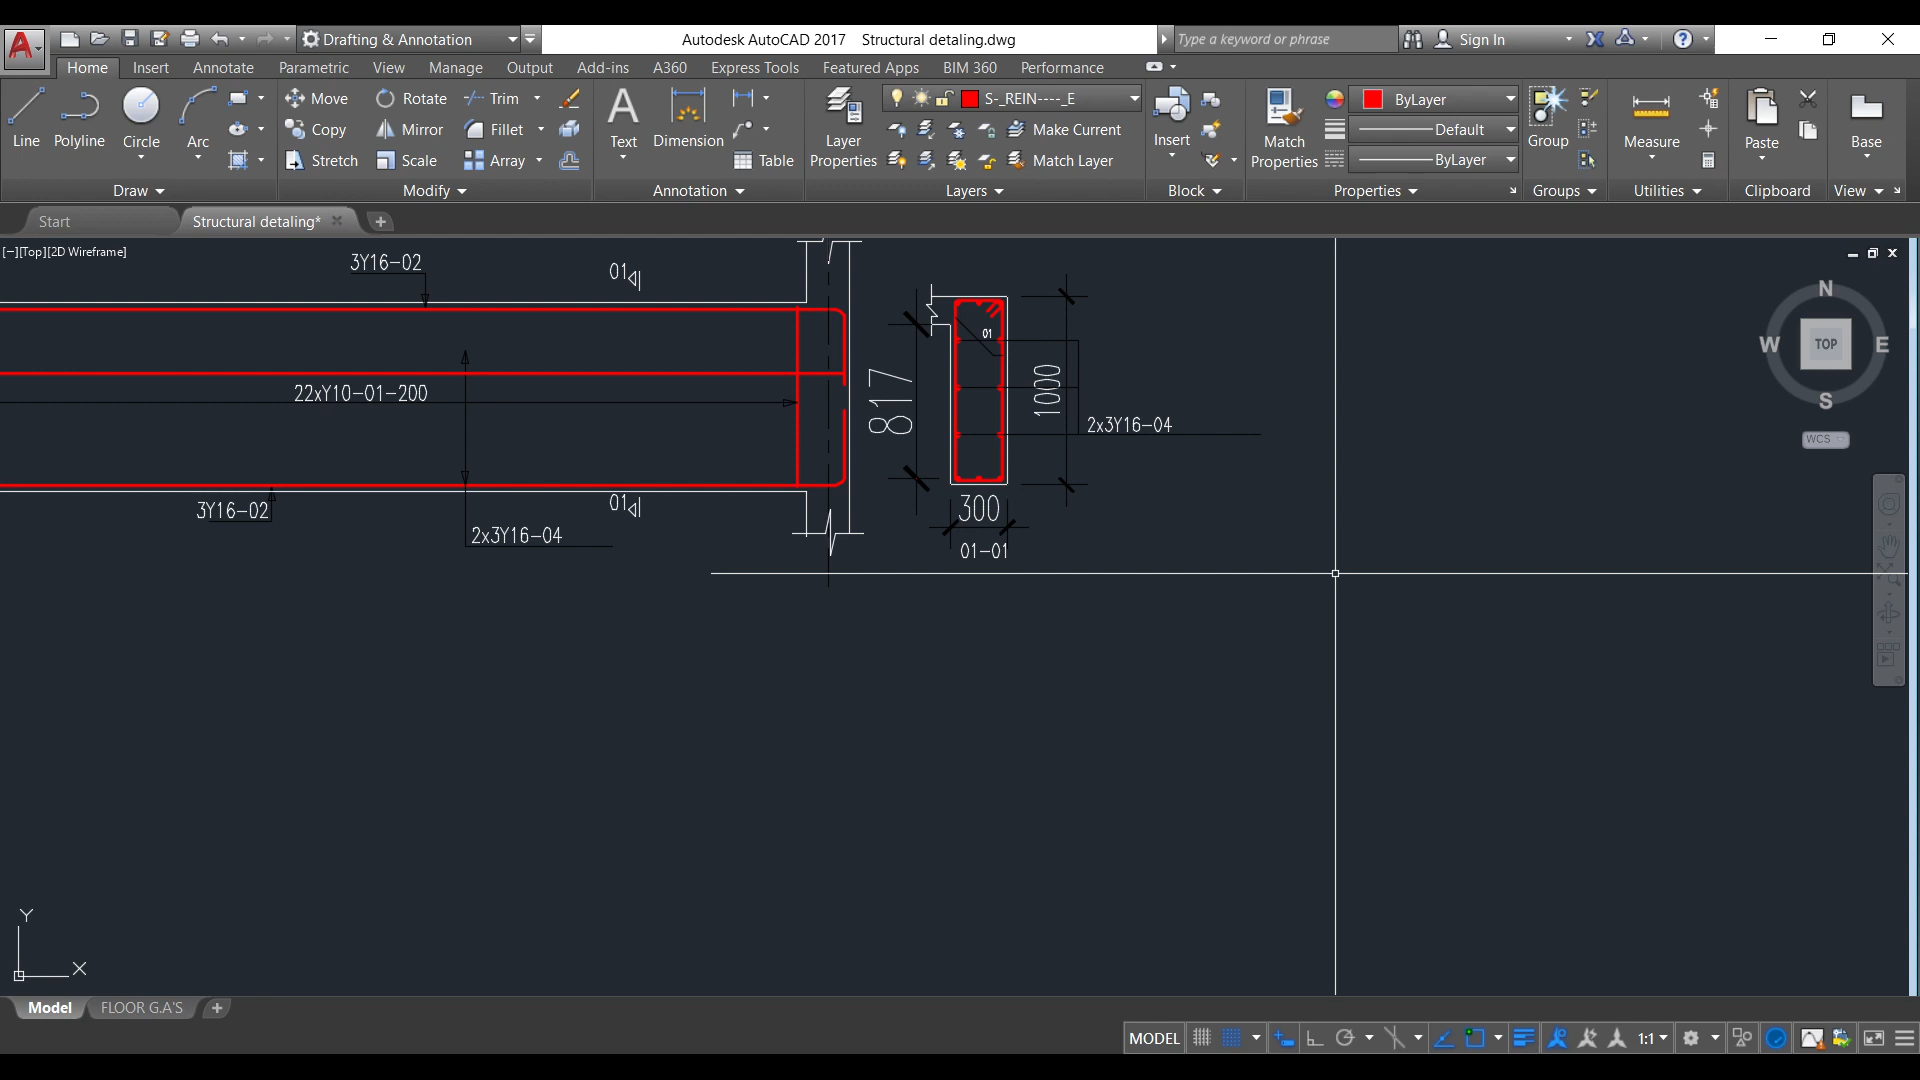 Drafting & Annotation
Autodesk AutoCAD 2017 Structural detaling.dwg
Type a keyword or phrase
Sign In
Home Insert Annotate Parametric View Manage Output Add-ins A360 Express Tools Featured Apps BIM 360 Performance
Line Polyline Circle Arc
Move Rotate Trim
Copy Mirror Fillet
Stretch Scale Array
Text Dimension Table
Layer Properties
S-_REIN----_E
Make Current
Match Layer
Insert
Match Properties
ByLayer
Default
ByLayer
Group
Measure
Paste
Base
Draw Modify Annotation Layers Block Properties Groups Utilities Clipboard View
Start Structural detaling*
[−][Top][2D Wireframe]
3Y16-02
01
22xY10-01-200
817
01
1000
2x3Y16-04
3Y16-02
01
2x3Y16-04
300
01-01
N
W TOP E
S
WCS
Y
X
Model FLOOR G.A'S
MODEL 1:1